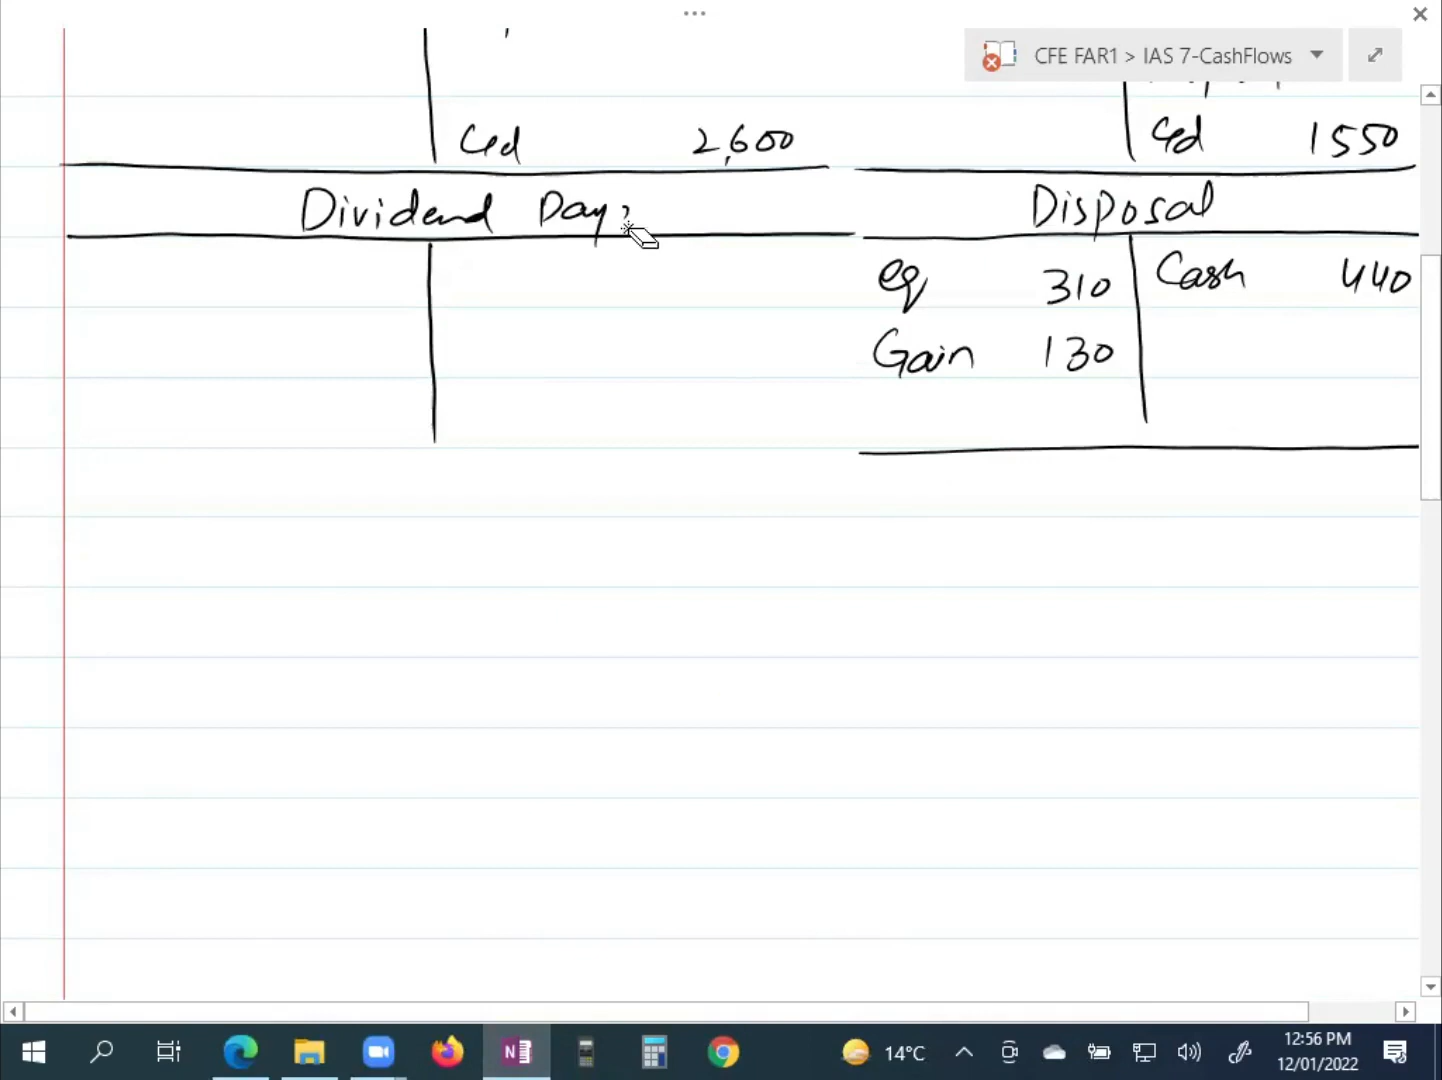 CFE FAR1 > IAS 7-CashFlows
C/d 2,600
C/d 1550
Dividend Pay
Disposal
eq 310 Cash 440
Gain 130
14°C
12:56 PM
12/01/2022